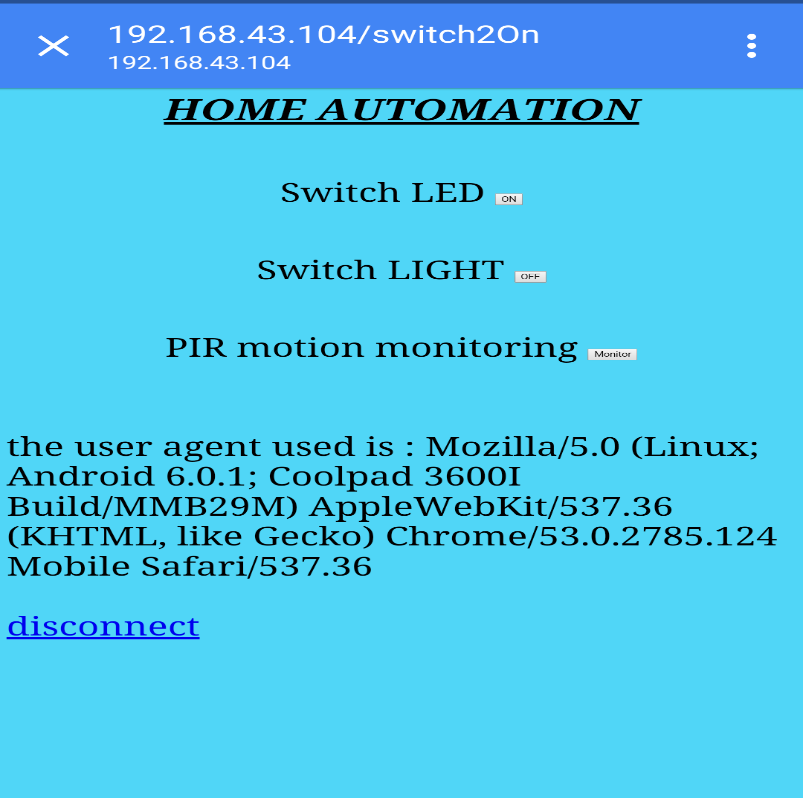 192.168.43.104/switch2On
192.168.43.104
HOME AUTOMATION
Switch LED ON
Switch LIGHT OFF
PIR motion monitoring Monitor
the user agent used is : Mozilla/5.0 (Linux;
Android 6.0.1; Coolpad 3600I
Build/MMB29M) AppleWebKit/537.36
(KHTML, like Gecko) Chrome/53.0.2785.124
Mobile Safari/537.36
disconnect